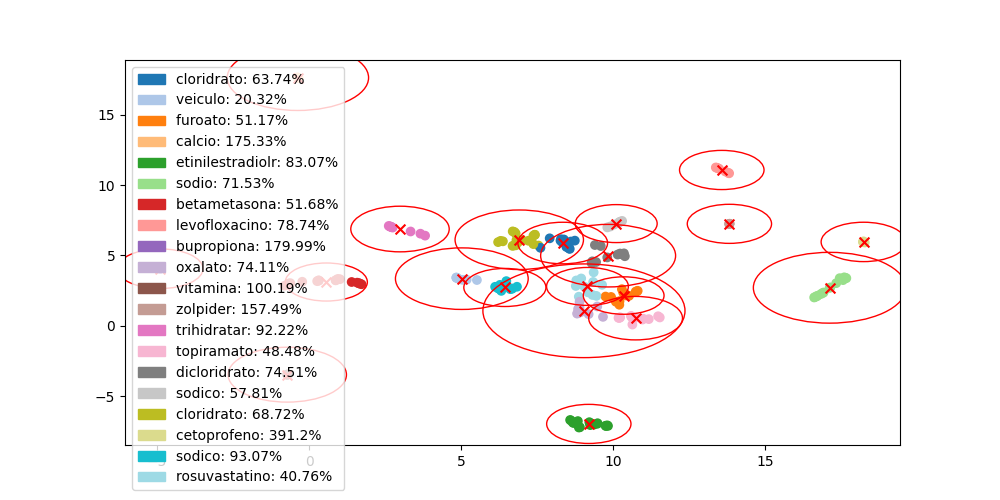 cloridrato: 63.74%
veiculo: 20.32%
furoato: 51.17%
calcio: 175.33%
etinilestradiolr: 83.07%
sodio: 71.53%
betametasona: 51.68%
levofloxacino: 78.74%
bupropiona: 179.99%
oxalato: 74.11%
vitamina: 100.19%
zolpider: 157.49%
trihidratar: 92.22%
topiramato: 48.48%
dicloridrato: 74.51%
sodico: 57.81%
cloridrato: 68.72%
cetoprofeno: 391.2%
sodico: 93.07%
rosuvastatino: 40.76%
15
10
5
0
−5
−5 0 5 10 15